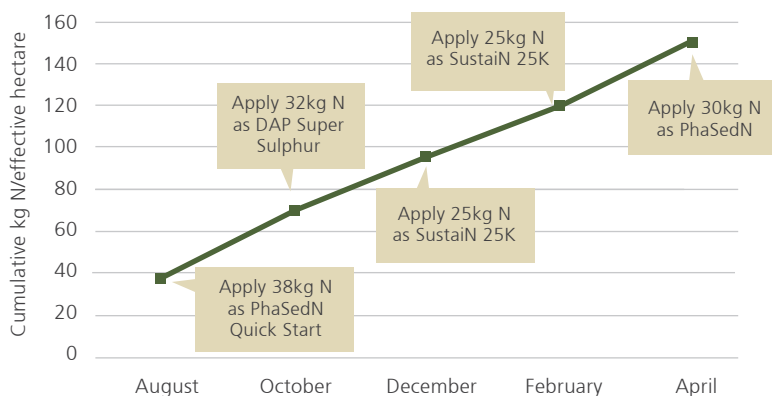 Cumulative kg N/effective hectare
160
140
120
100
80
60
40
20
0
Apply 38kg N
as PhaSedN
Quick Start
Apply 32kg N
as DAP Super
Sulphur
Apply 25kg N
as SustaiN 25K
Apply 25kg N
as SustaiN 25K
Apply 30kg N
as PhaSedN
August
October
December
February
April